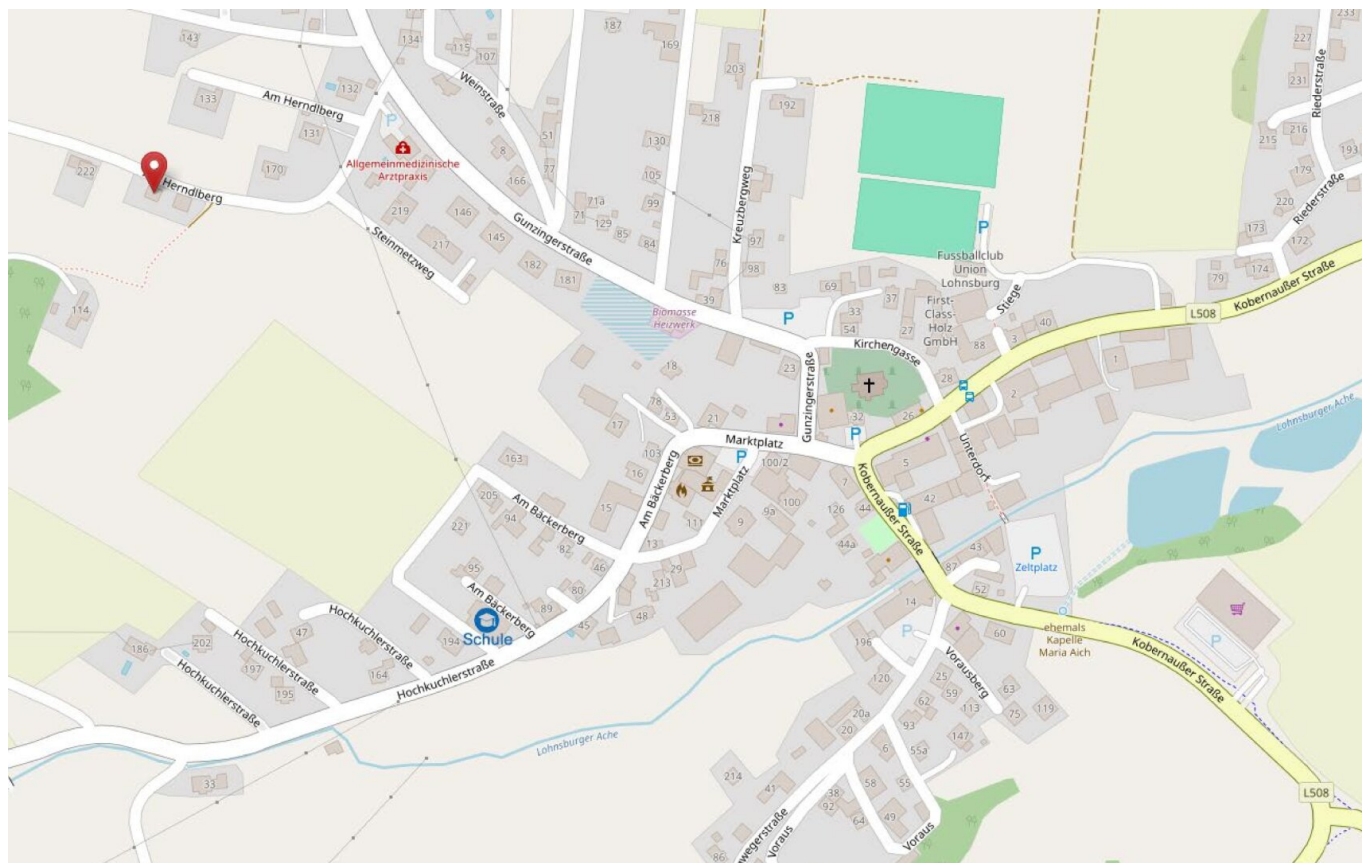 143
134
115
107
187
169
203
192
233
227
231
Riederstraße
133
Am Herndlberg
132
P
131
Weinstraße
51
218
130
215
216
193
222
Herndlberg
170
Allgemeinmedizinische
Arztpraxis
8
77
166
105
Kreuzbergweg
179
220
Riederstraße
219
146
71a
71
129
99
85
84
97
P
173
172
Steinmetzweg
217
145
Gunzingerstraße
182
181
76
98
83
Fussballclub
Union
Lohnsburg
79
174
Kobernaußer Straße
L508
114
Biomasse
Heizwerk
39
P
69
33
54
37
27
First-
Class-
Holz
GmbH
Stiege
88
3
40
1
Kirchengasse
18
23
Gunzingerstraße
28
2
78
53
17
21
32
26
Lohnsburger Ache
Marktplatz
P
P
Unterdorf
163
103
16
100/2
5
7
Kobernaußer Straße
205
94
221
Am Bäckerberg
15
Am Bäckerberg
11
Marktplatz
9
9a
100
126
44
44a
42
82
13
29
43
P
Zeltplatz
95
46
213
87
52
Am Bäckerberg
89
80
48
45
14
Schule
194
ehemals
Kapelle
Maria Aich
P
186
202
47
Hochkuchlerstraße
Hochkuchlerstraße
197
195
164
Hochkuchlerstraße
Hochkuchlerstraße
P
60
196
120
Vorausberg
25
59
62
63
113
75
119
Kobernaußer Straße
20a
20
93
147
Lohnsburger Ache
6
55a
33
214
41
58
55
38
92
64
49
L508
86
wegerstraße
Voraus
Voraus